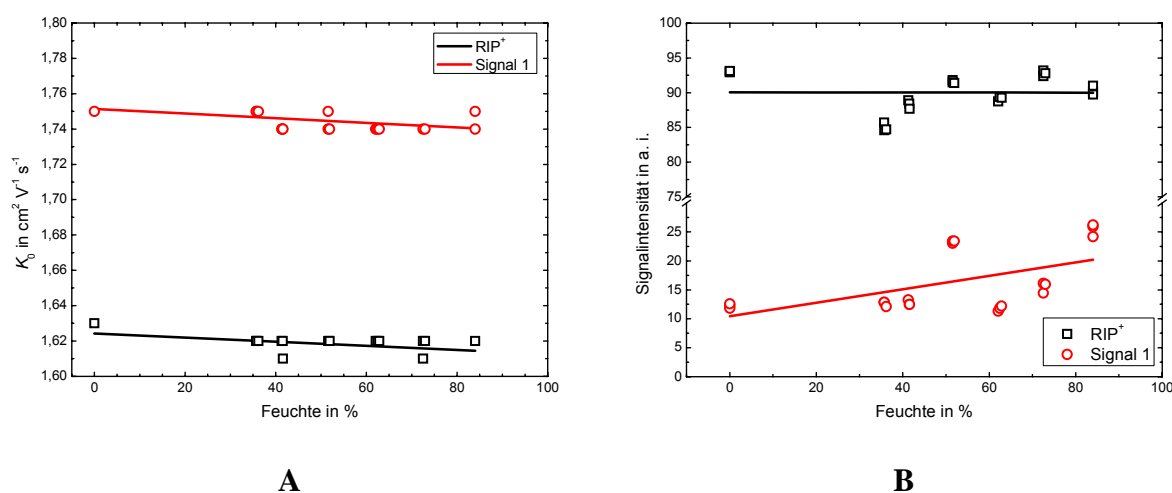 1,80
1,78
1,76
1,74
1,72
1,70
1,68
1,66
1,64
1,62
1,60
K0 in cm² V⁻¹ s⁻¹
0 20 40 60 80 100
Feuchte in %
RIP⁺
Signal 1
A
100
95
90
85
80
75
25
20
15
10
5
0
Signalintensität in a. i.
0 20 40 60 80 100
Feuchte in %
RIP⁺
Signal 1
B